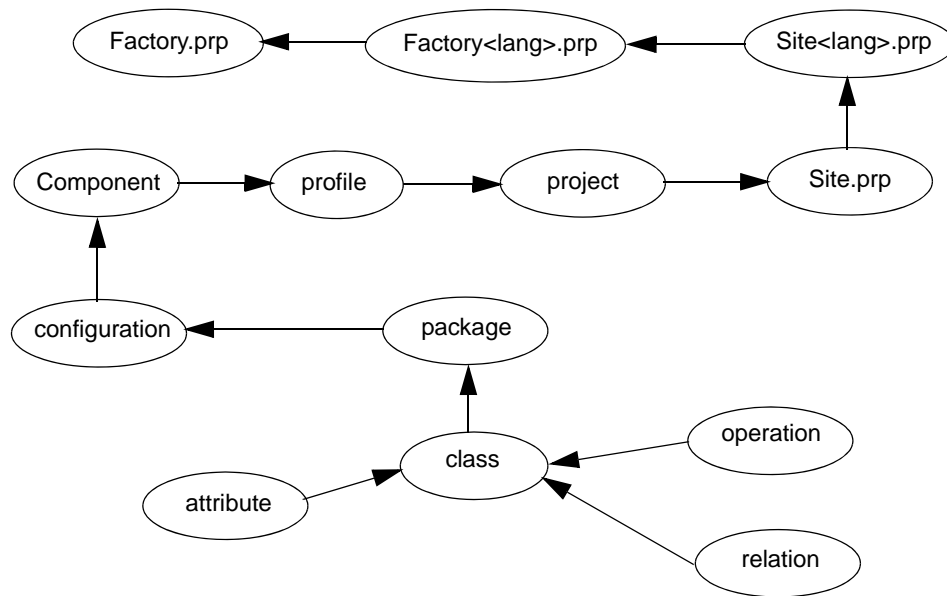 Factory.prp
Factory<lang>.prp
Site<lang>.prp
Component
profile
project
Site.prp
configuration
package
class
operation
attribute
relation